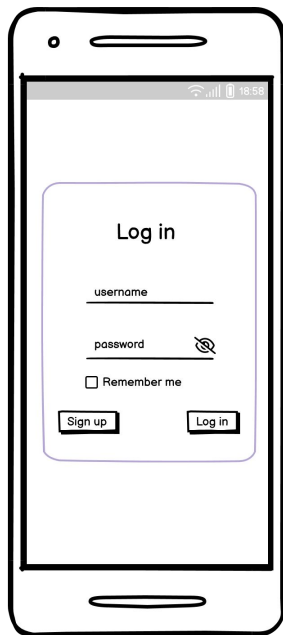 18:58
Log in
username
password
Remember me
Sign up Log in